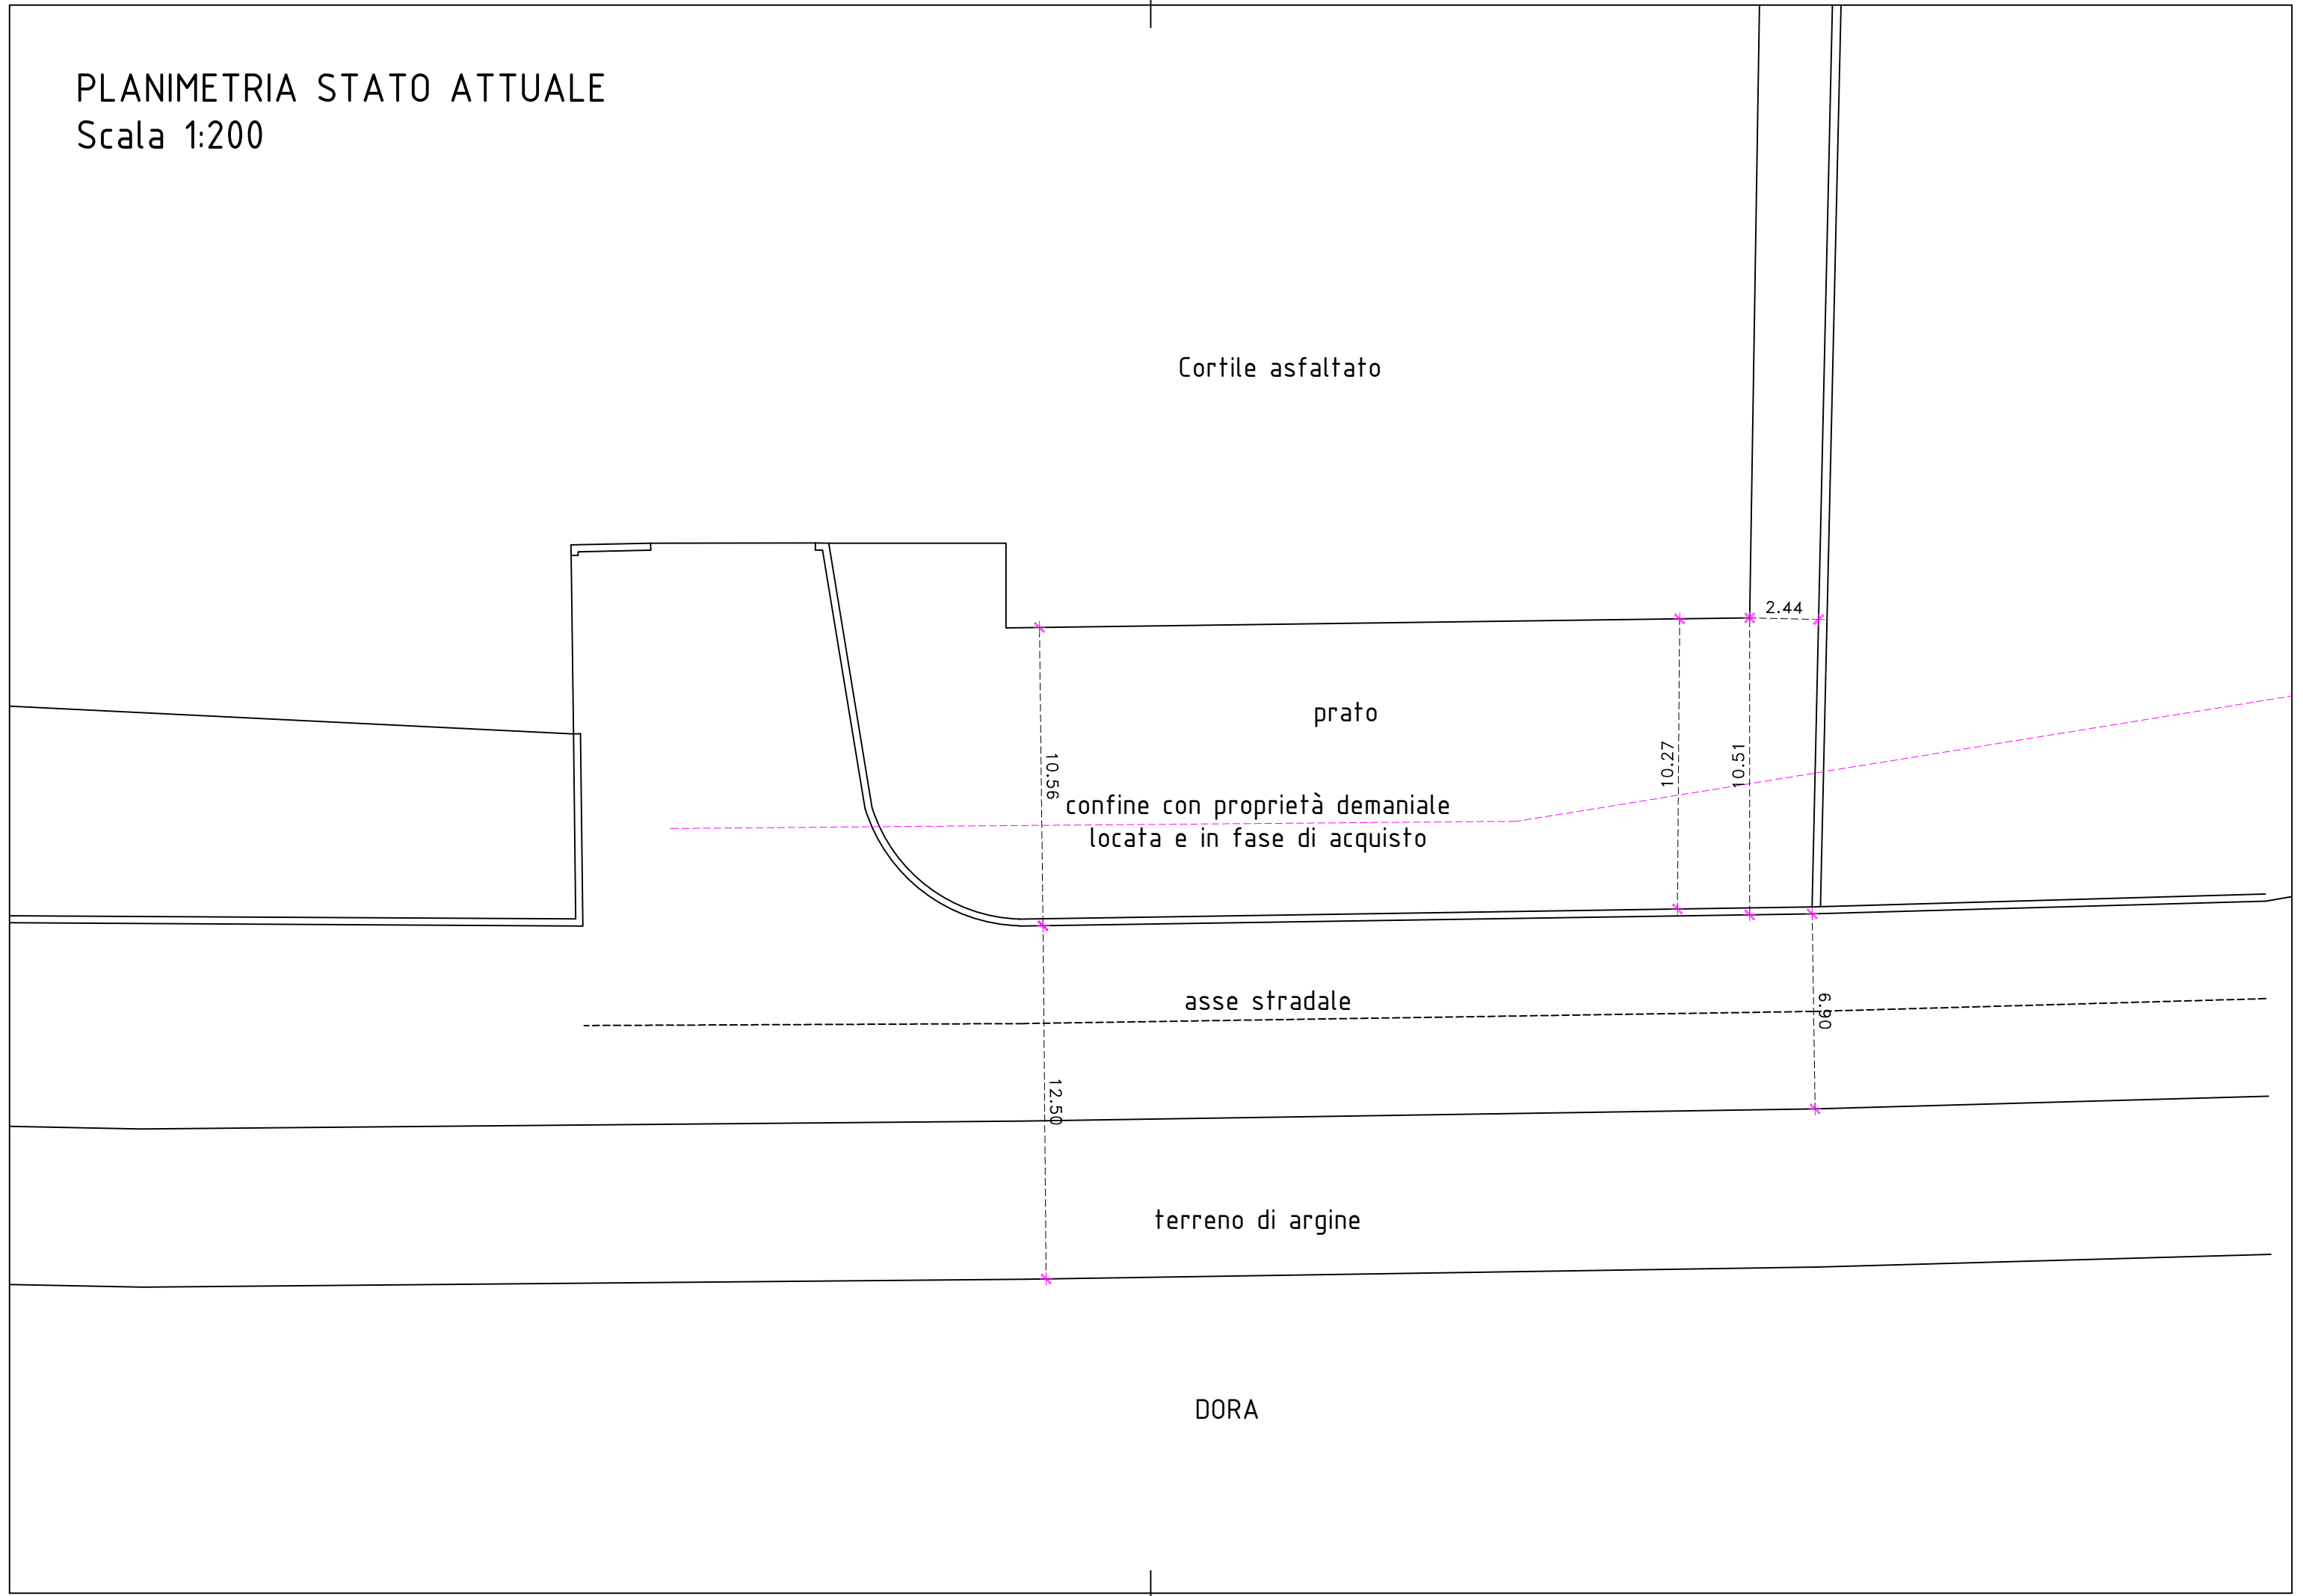 PLANIMETRIA STATO ATTUALE
Scala 1:200
Cortile asfaltato
2.44
prato
10.56
10.27
10.51
confine con proprietà demaniale
locata e in fase di acquisto
asse stradale
6.90
12.50
terreno di argine
DORA